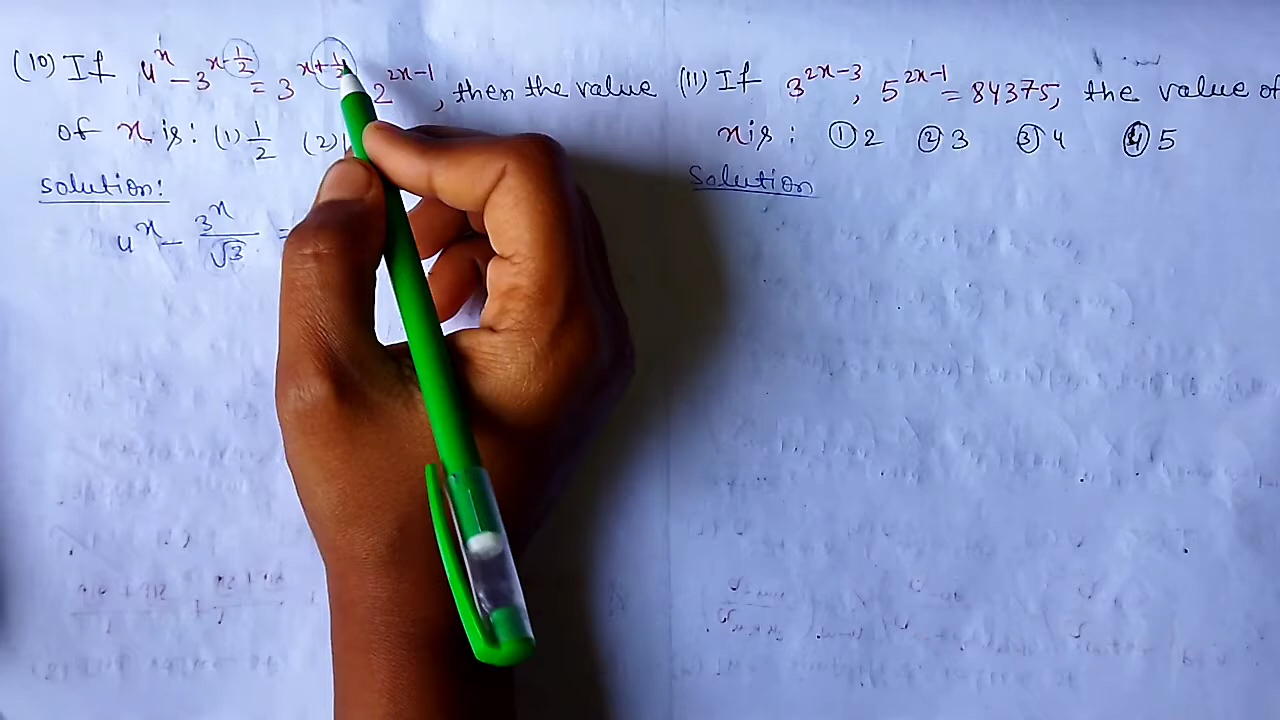 (10) If 4^x - 3^{x-1/2} = 3^{x+1/2} 2^{2x-1}, then the value
of x is: (1) 1/2 (2)
Solution:
4^x - 3^x/√3 =
(11) If 3^{2x-3}, 5^{2x-1} = 84375, the value of
x is: ① 2 ② 3 ③ 4 ④ 5
Solution